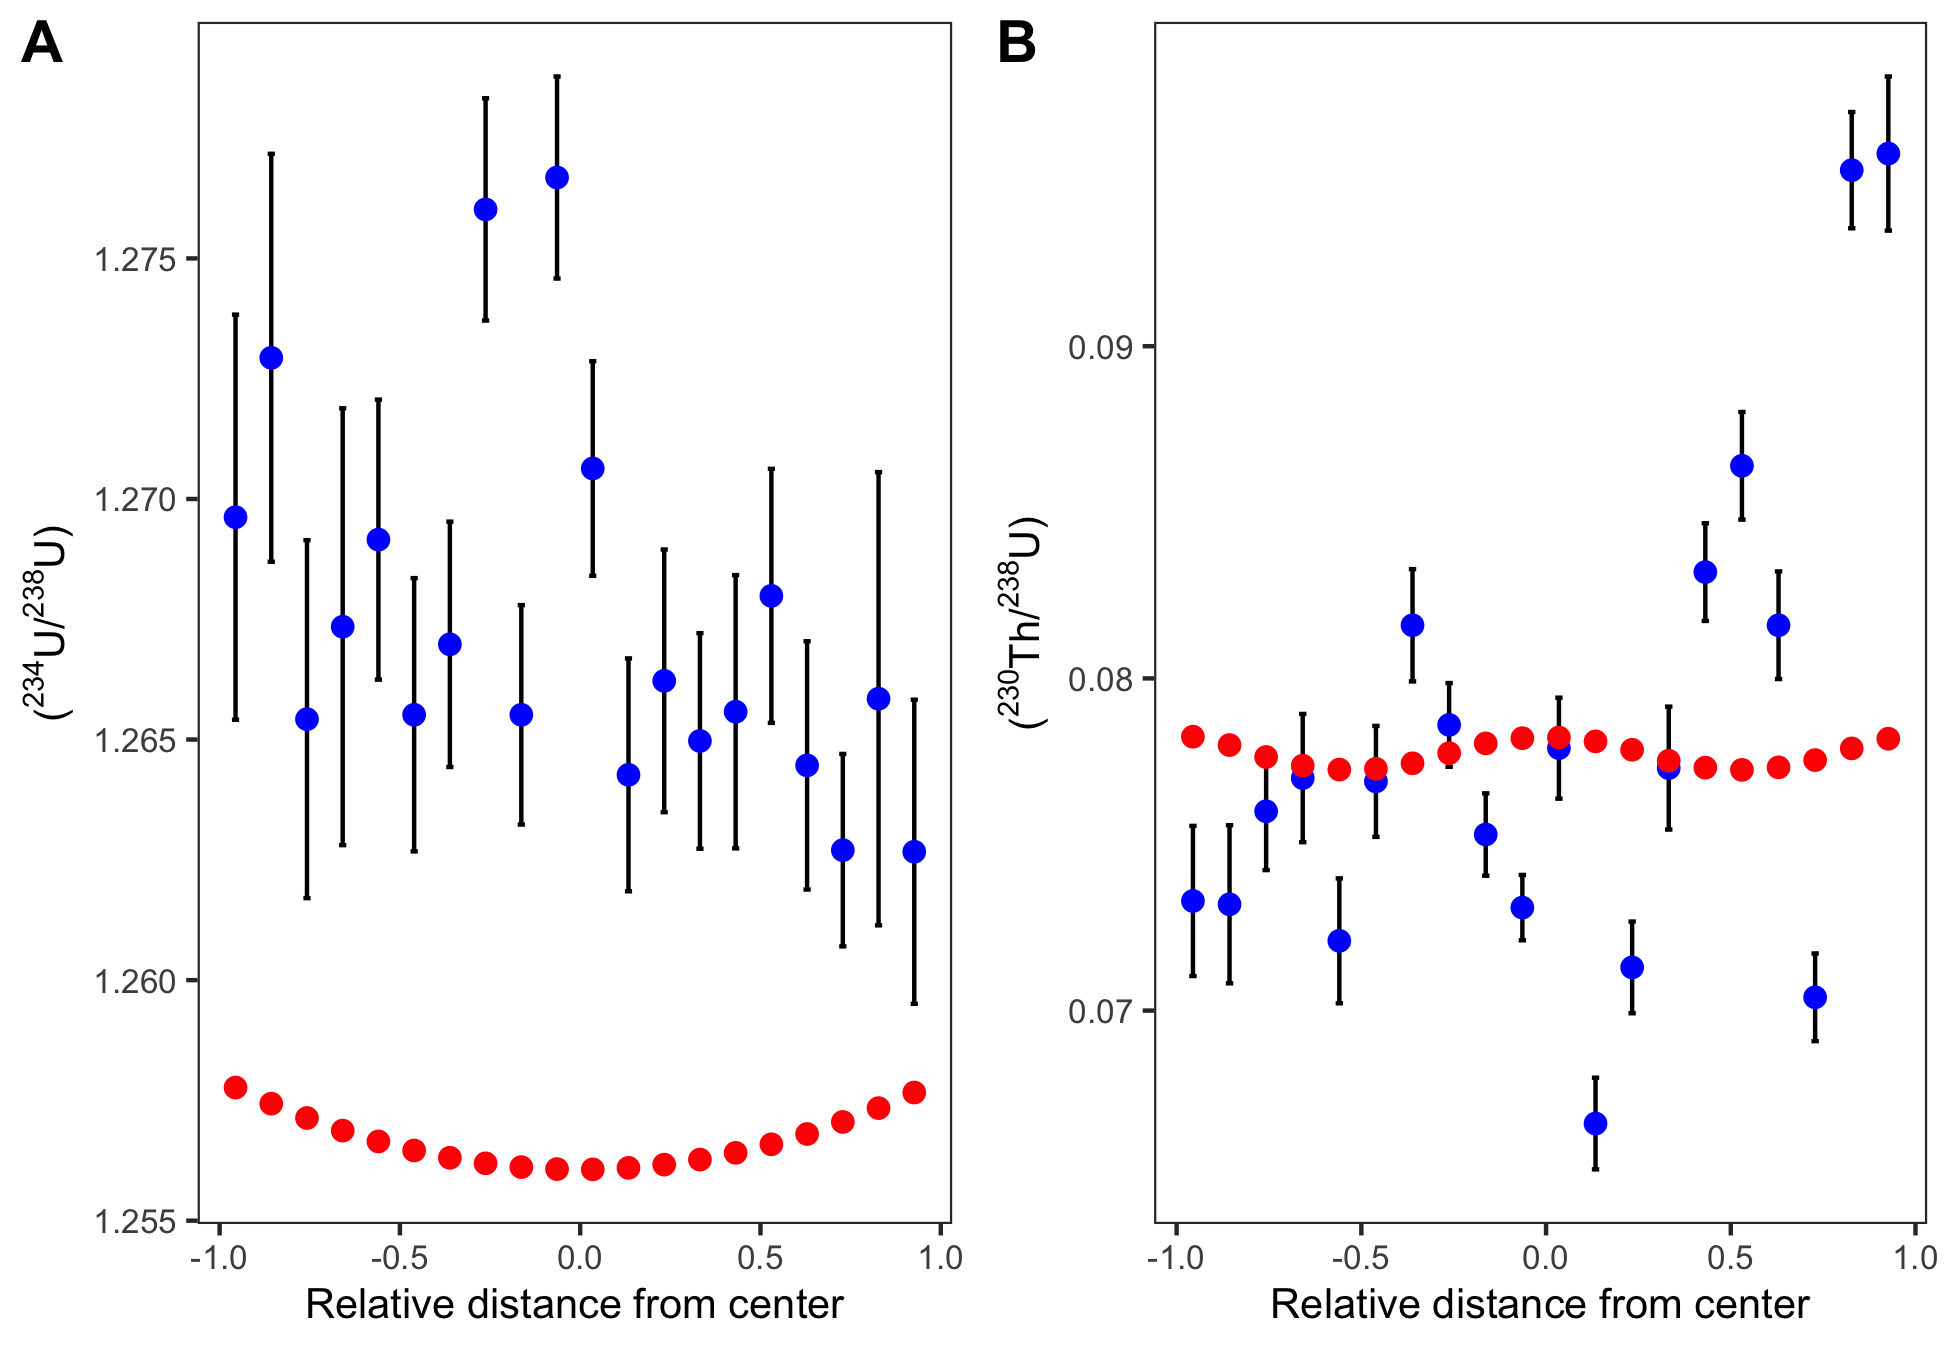 A
(²³⁴U/²³⁸U)
1.275
1.270
1.265
1.260
1.255
-1.0 -0.5 0.0 0.5 1.0
Relative distance from center
B
(²³⁰Th/²³⁸U)
0.09
0.08
0.07
-1.0 -0.5 0.0 0.5 1.0
Relative distance from center